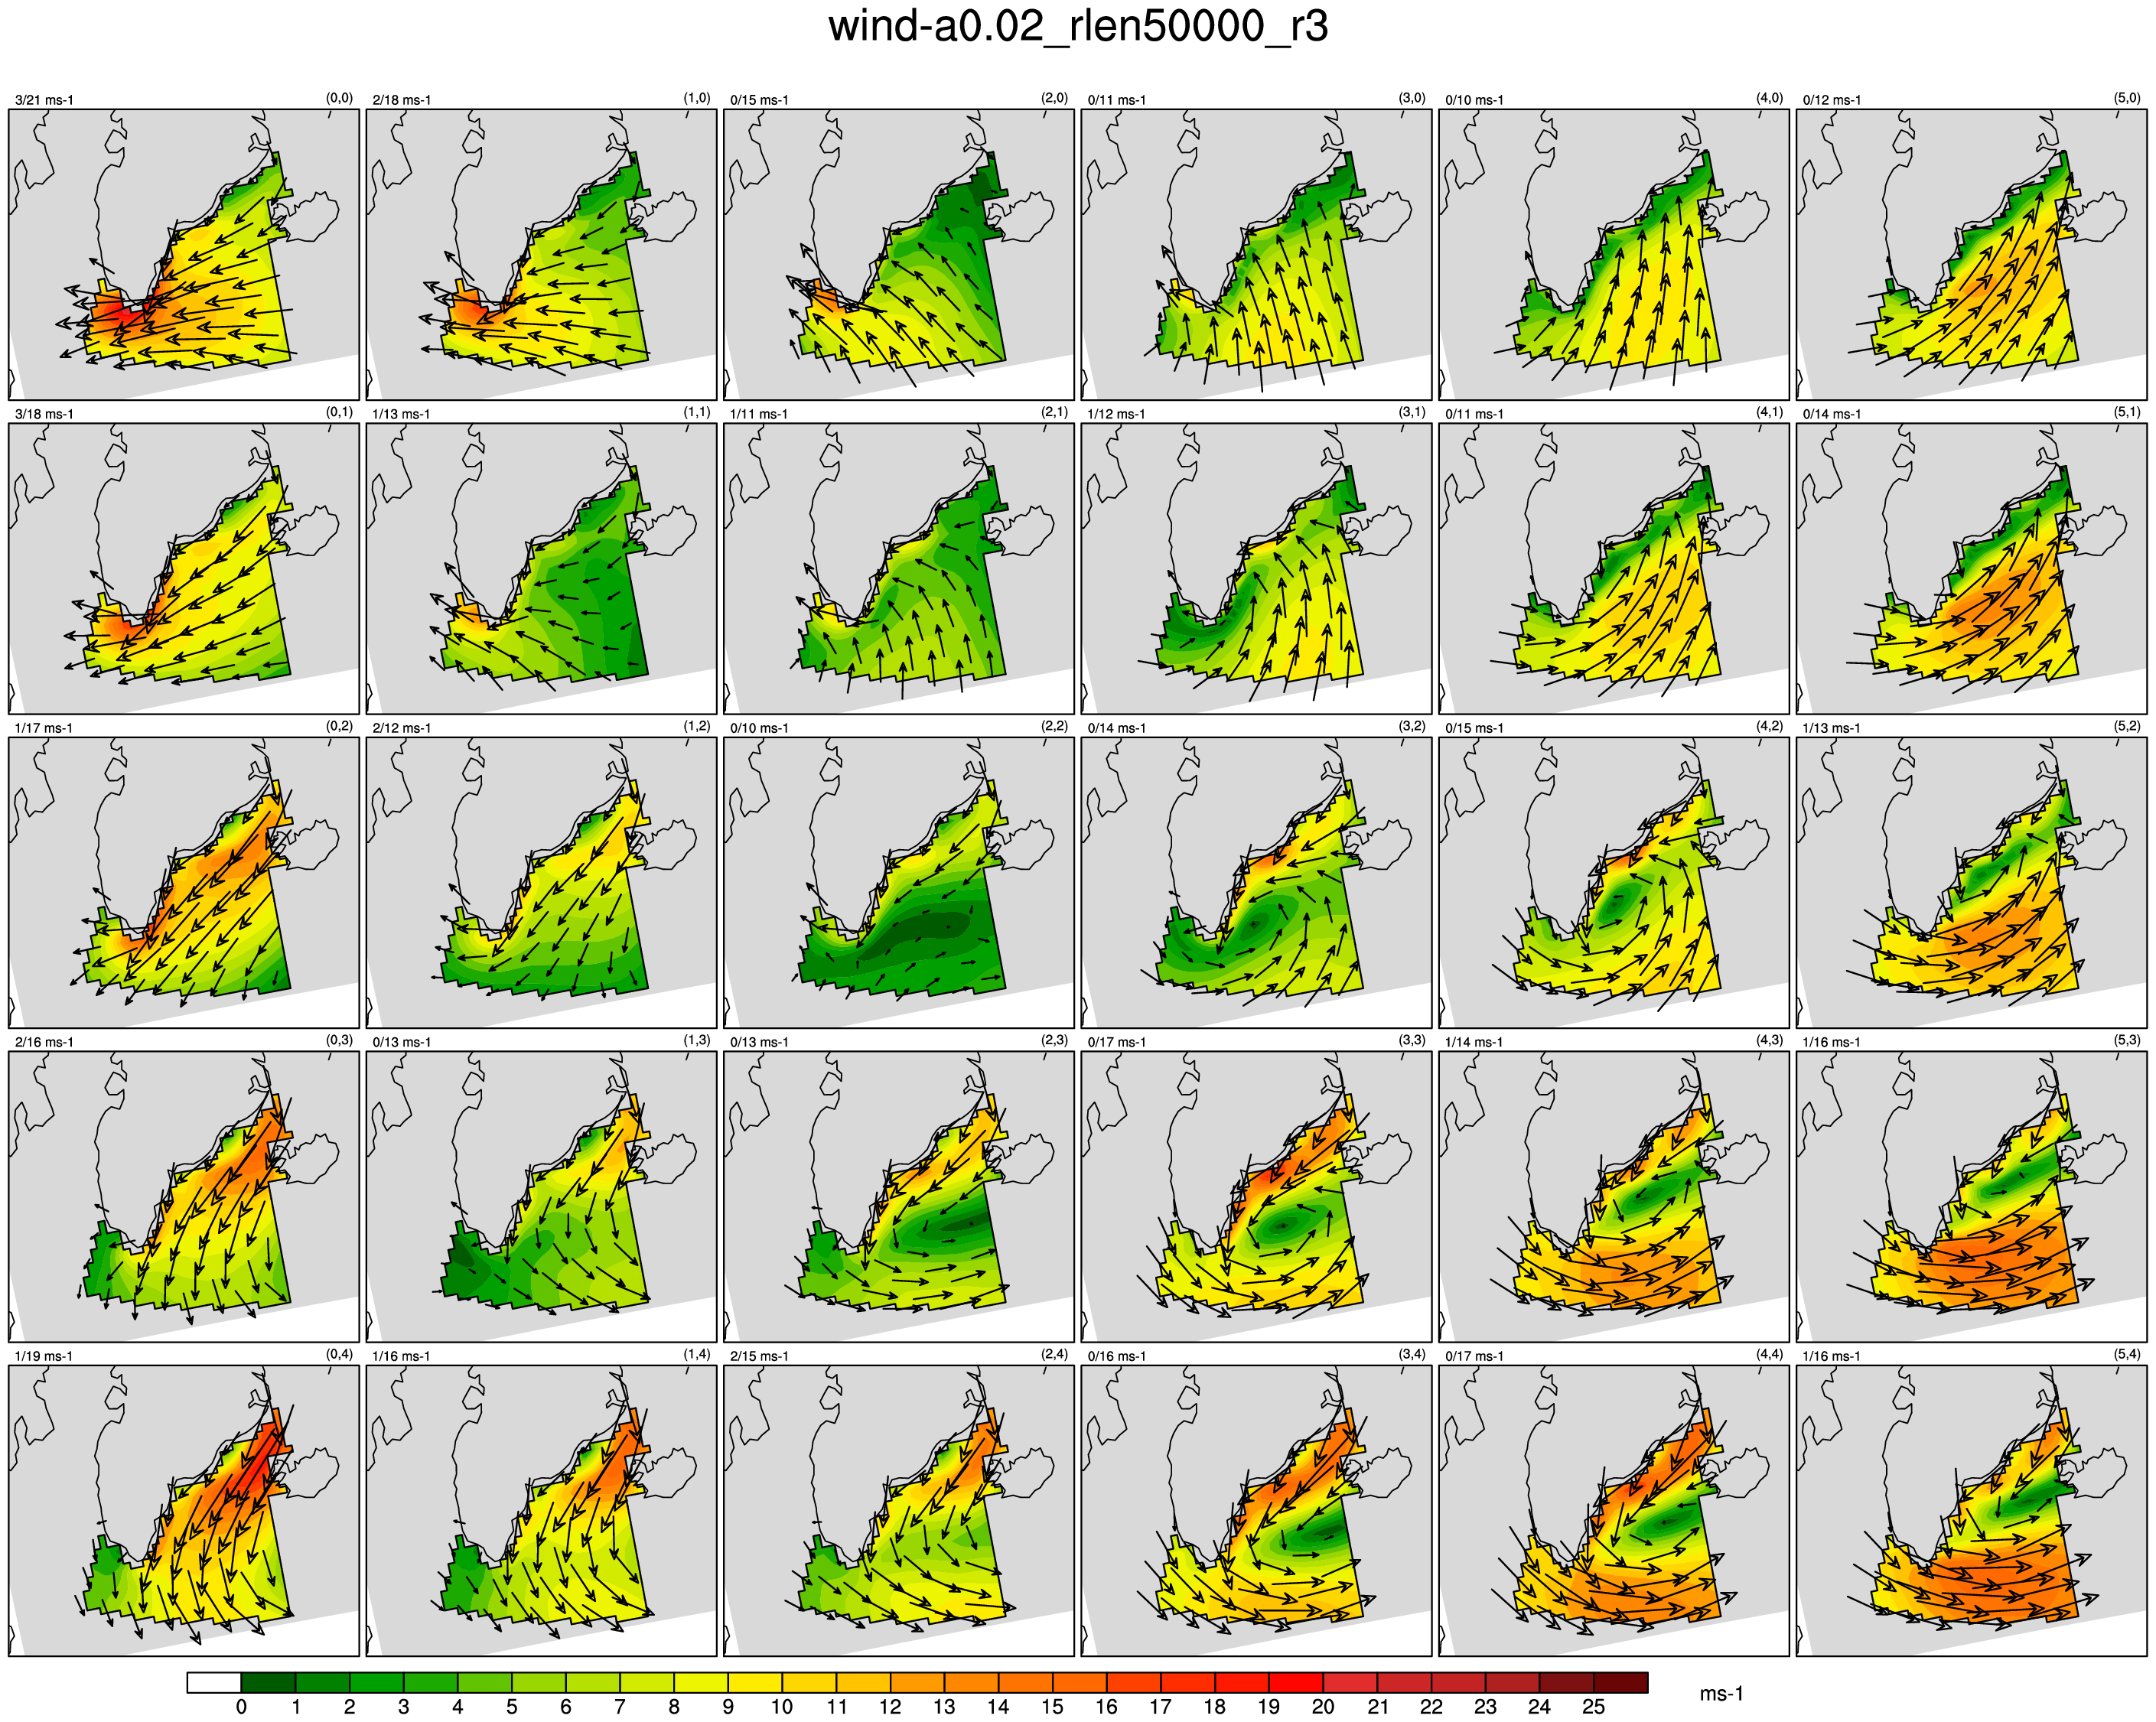 wind-a0.02_rlen50000_r3
3/21 ms-1 (0,0) 2/18 ms-1 (1,0) 0/15 ms-1 (2,0) 0/11 ms-1 (3,0) 0/10 ms-1 (4,0) 0/12 ms-1 (5,0)
3/18 ms-1 (0,1) 1/13 ms-1 (1,1) 1/11 ms-1 (2,1) 1/12 ms-1 (3,1) 0/11 ms-1 (4,1) 0/14 ms-1 (5,1)
1/17 ms-1 (0,2) 2/12 ms-1 (1,2) 0/10 ms-1 (2,2) 0/14 ms-1 (3,2) 0/15 ms-1 (4,2) 1/13 ms-1 (5,2)
2/16 ms-1 (0,3) 0/13 ms-1 (1,3) 0/13 ms-1 (2,3) 0/17 ms-1 (3,3) 1/14 ms-1 (4,3) 1/16 ms-1 (5,3)
1/19 ms-1 (0,4) 1/16 ms-1 (1,4) 2/15 ms-1 (2,4) 0/16 ms-1 (3,4) 0/17 ms-1 (4,4) 1/16 ms-1 (5,4)
0 1 2 3 4 5 6 7 8 9 10 11 12 13 14 15 16 17 18 19 20 21 22 23 24 25 ms-1